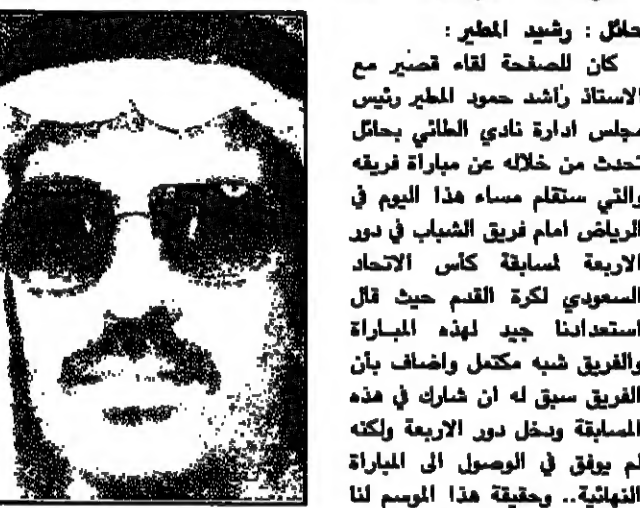 حائل : رشيد المطير :
كان للصفحة لقاء قصير مع
الاستاذ راشد حمود المطير رئيس
مجلس ادارة نادي الطائي بحائل
تحدث من خلاله عن مباراة فريقه
والتي ستقام مساء هذا اليوم في
الرياض امام فريق الشباب في دور
الاربعة لمسابقة كأس الاتحاد
السعودي لكرة القدم حيث قال
استعدادنا جيد لهذه المباراة
والفريق شبه مكتمل واضاف بأن
الفريق سبق له ان شارك في هذه
المسابقة ودخل دور الاربعة ولكنه
لم يوفق في الوصول الى المباراة
النهائية.. وحقيقة هذا الموسم لنا